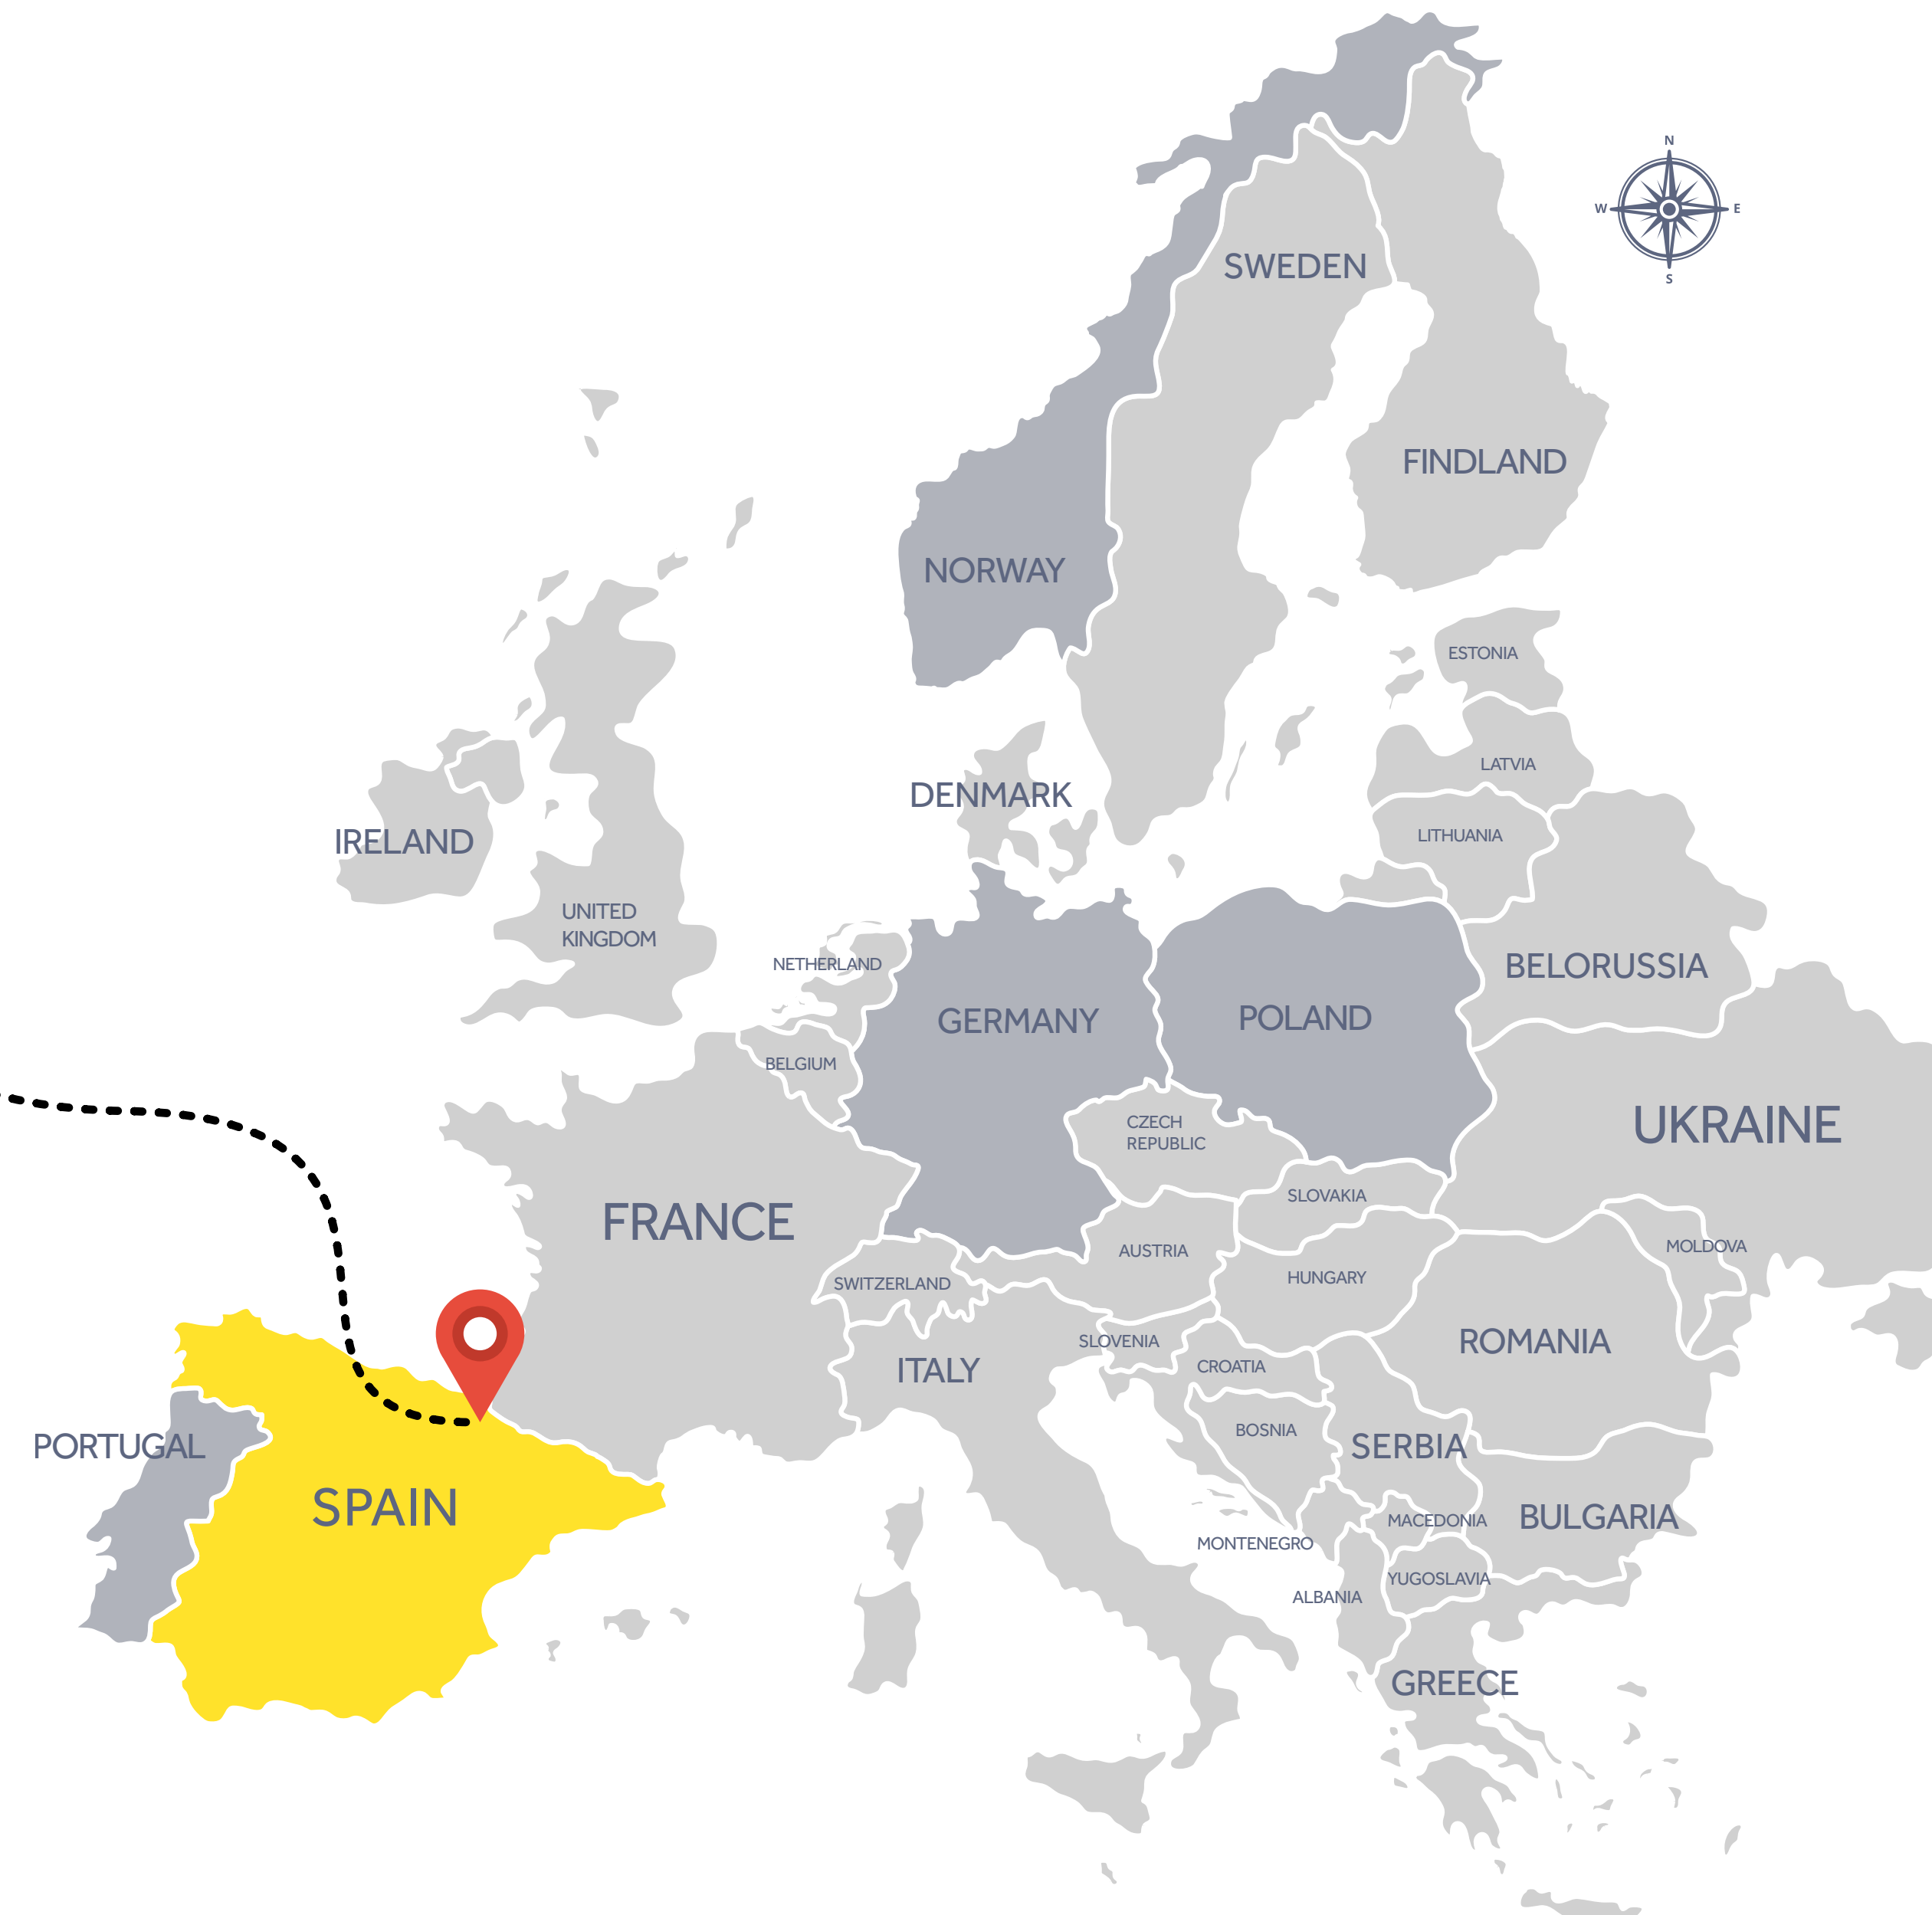 N
W
E
S
SWEDEN
FINDLAND
NORWAY
ESTONIA
LATVIA
DENMARK
LITHUANIA
IRELAND
UNITED
KINGDOM
NETHERLAND
BELORUSSIA
GERMANY
POLAND
BELGIUM
CZECH
REPUBLIC
UKRAINE
SLOVAKIA
FRANCE
AUSTRIA
MOLDOVA
HUNGARY
SWITZERLAND
SLOVENIA
ROMANIA
CROATIA
ITALY
BOSNIA
PORTUGAL
SERBIA
SPAIN
MACEDONIA
BULGARIA
MONTENEGRO
YUGOSLAVIA
ALBANIA
GREECE